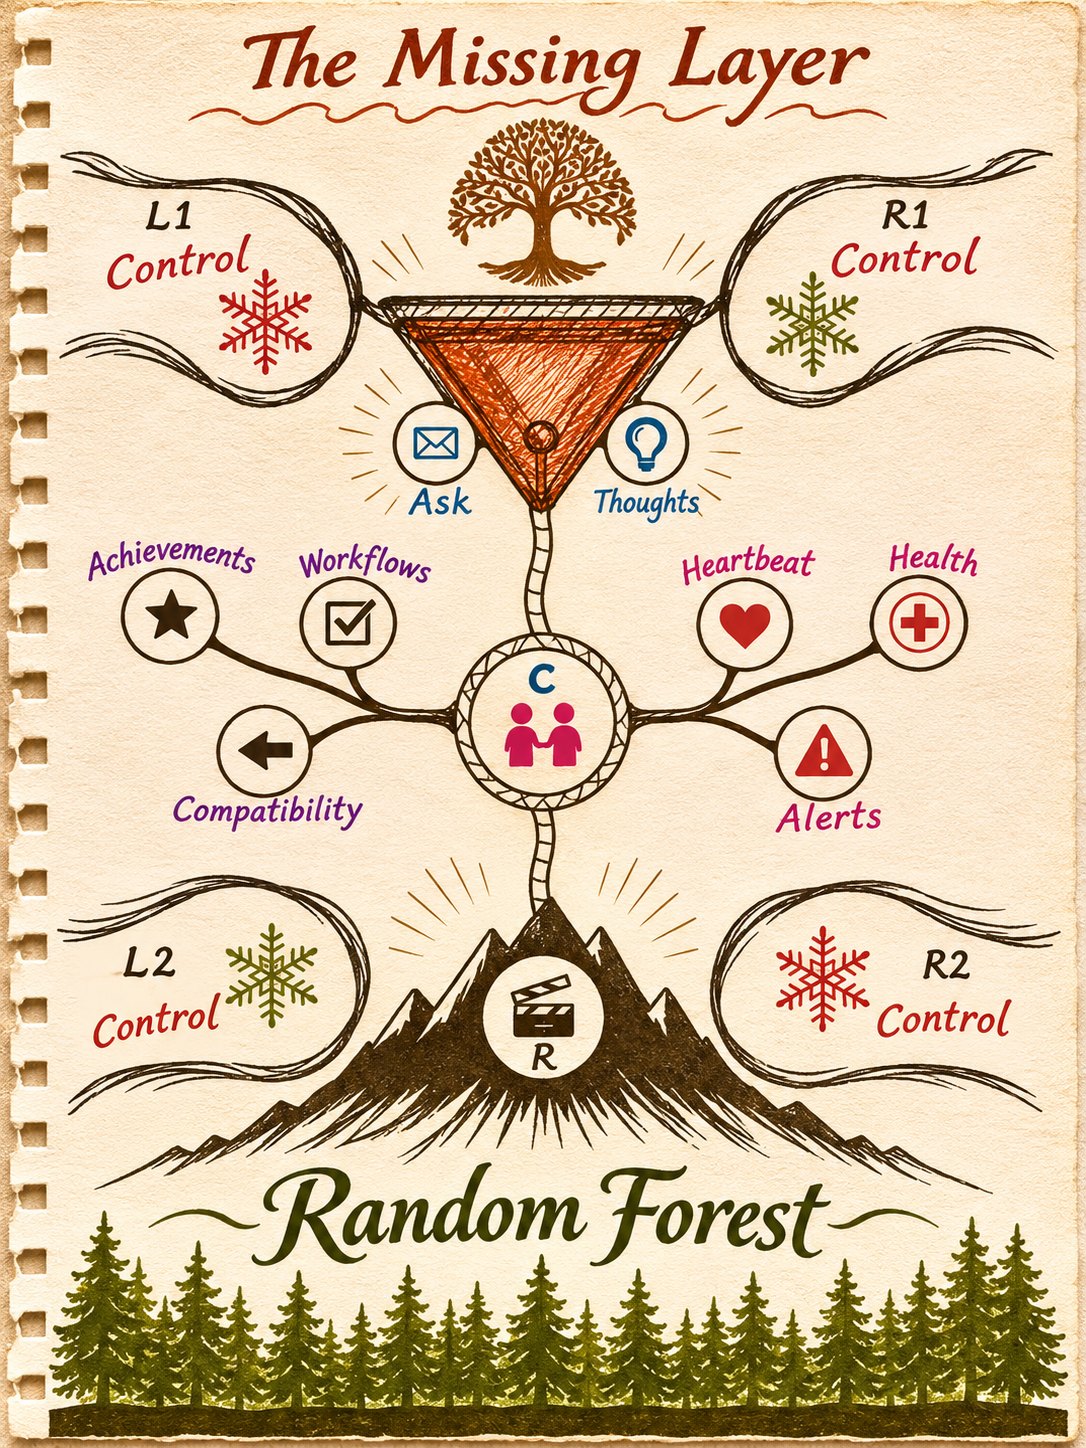 The Missing Layer
L1
Control
R1
Control
Ask
Thoughts
Achievements
Workflows
Heartbeat
Health
C
Compatibility
Alerts
L2
Control
R2
Control
R
Random Forest